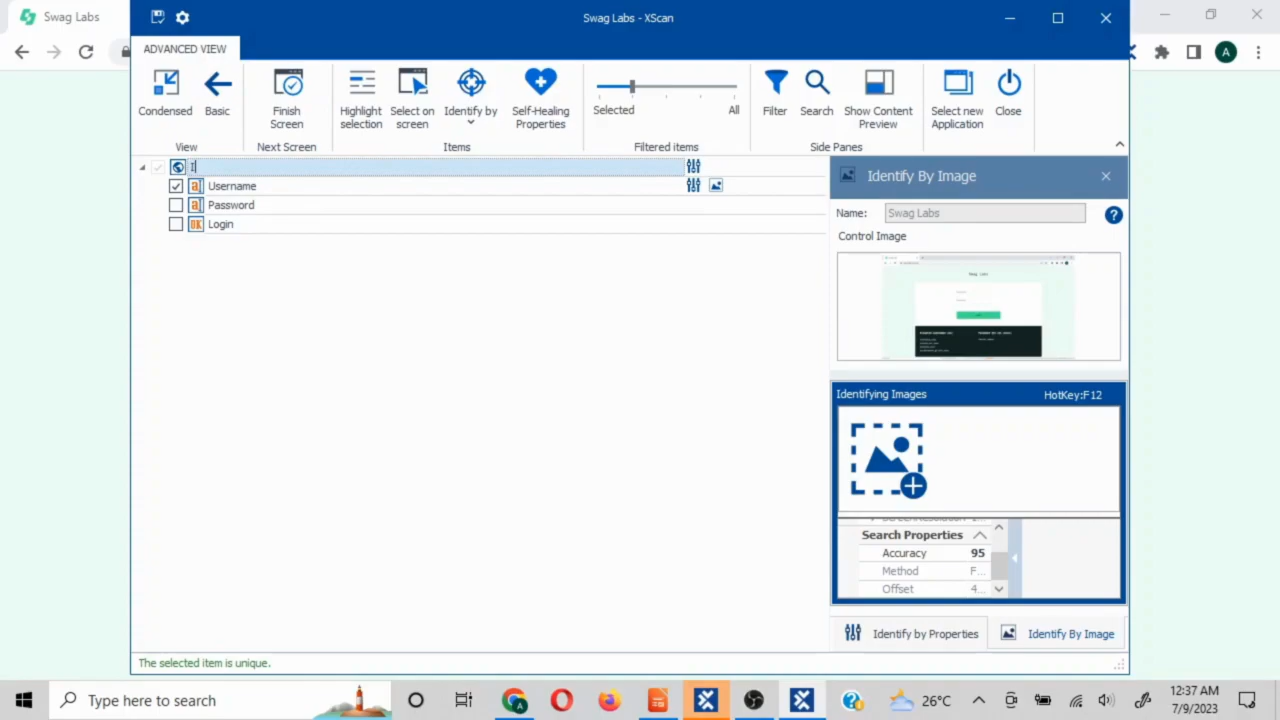 Swag Labs
Swag Labs - XScan
ADVANCED VIEW
Condensed
Basic
View
Finish Screen
Next Screen
Highlight selection
Select on screen
Identify by
Self-Healing Properties
Items
Selected
All
Filtered items
Filter
Search
Show Content Preview
Side Panes
Select new Application
Close
I
Username
Password
Login
Identify By Image
Name: Swag Labs
Control Image
Swag Labs
Identifying Images HotKey:F12
Search Properties
Accuracy 95
Method F...
Offset 4...
Identify by Properties
Identify By Image
The selected item is unique.
A
Type here to search
26°C
12:37 AM
7/9/2023